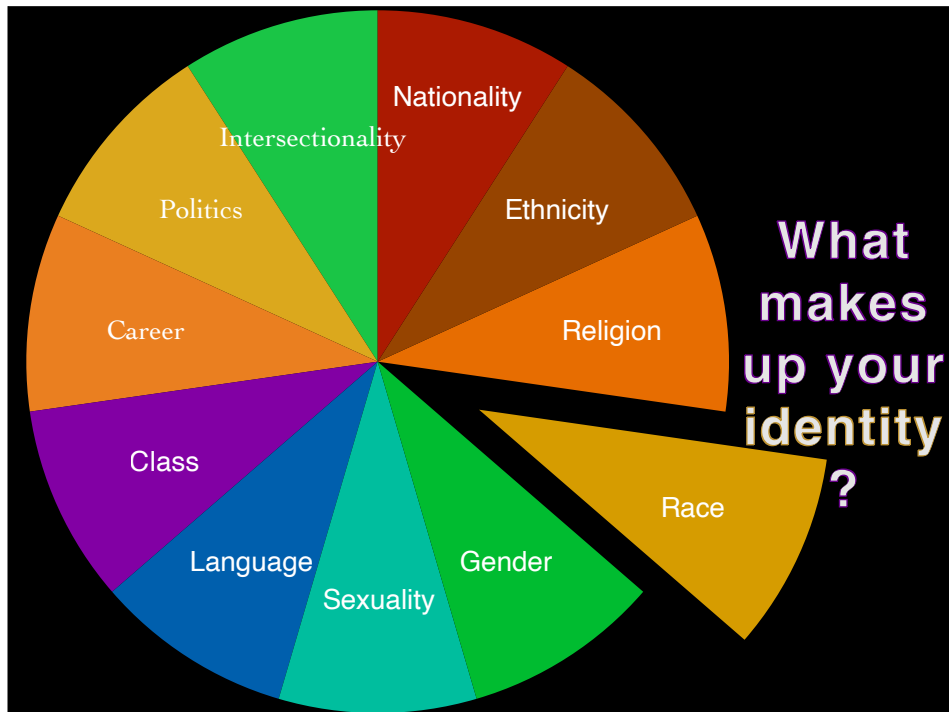 Nationality
Ethnicity
Religion
Race
Gender
Sexuality
Language
Class
Career
Politics
Intersectionality
What
makes
up your
identity
?